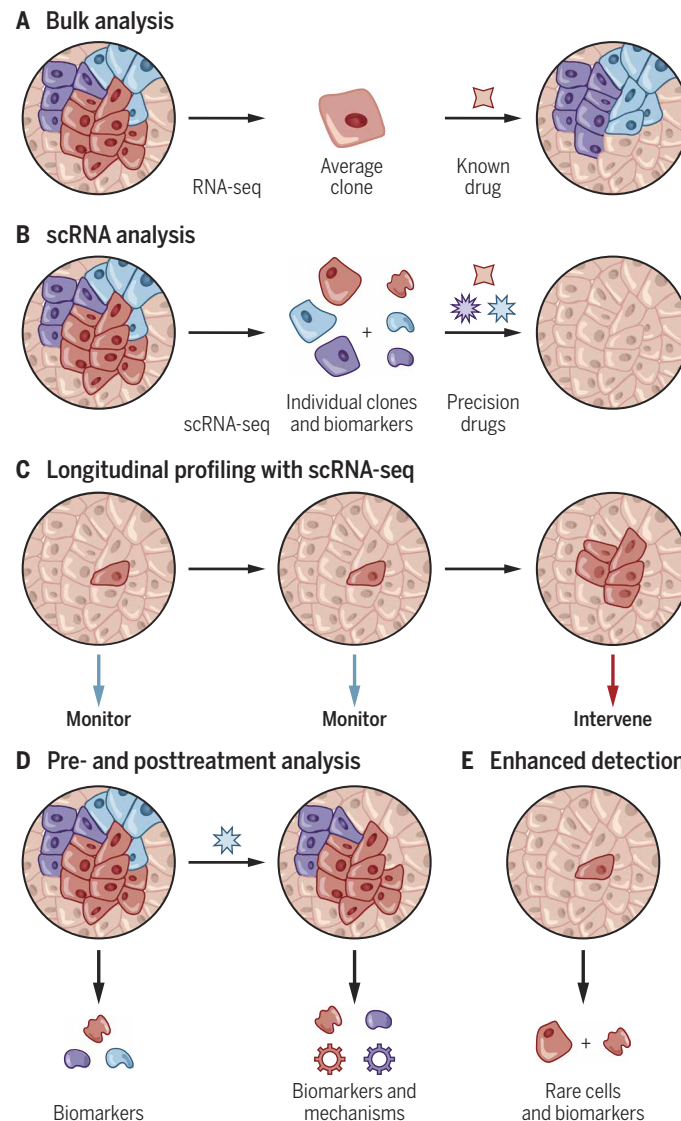 A Bulk analysis
RNA-seq
Average
clone
Known
drug
B scRNA analysis
+
scRNA-seq
Individual clones
and biomarkers
Precision
drugs
C Longitudinal profiling with scRNA-seq
Monitor
Monitor
Intervene
D Pre- and posttreatment analysis
E Enhanced detection
+
Biomarkers
Biomarkers and
mechanisms
Rare cells
and biomarkers